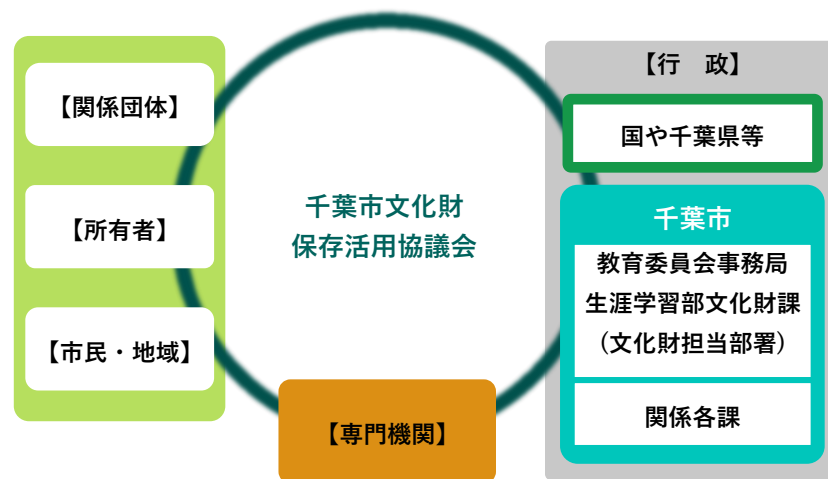 【関係団体】
【所有者】
【市民・地域】
千葉市文化財
保存活用協議会
【専門機関】
【行　政】
国や千葉県等
千葉市
教育委員会事務局
生涯学習部文化財課
(文化財担当部署)
関係各課